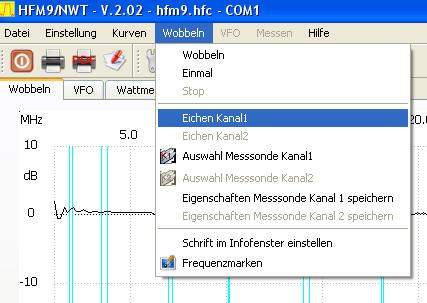 HFM9/NWT - V.2.02 - hfm9.hfc - COM1
Datei Einstellung Kurven Wobbeln VFO Messen Hilfe
Wobbeln
Einmal
Stop
Eichen Kanal1
Eichen Kanal2
Auswahl Messsonde Kanal1
Auswahl Messsonde Kanal2
Eigenschaften Messsonde Kanal 1 speichern
Eigenschaften Messsonde Kanal 2 speichern
Schrift im Infofenster einstellen
Frequenzmarken
Wobbeln VFO Wattme
MHz 5.0 20.0
10
dB
0
-10